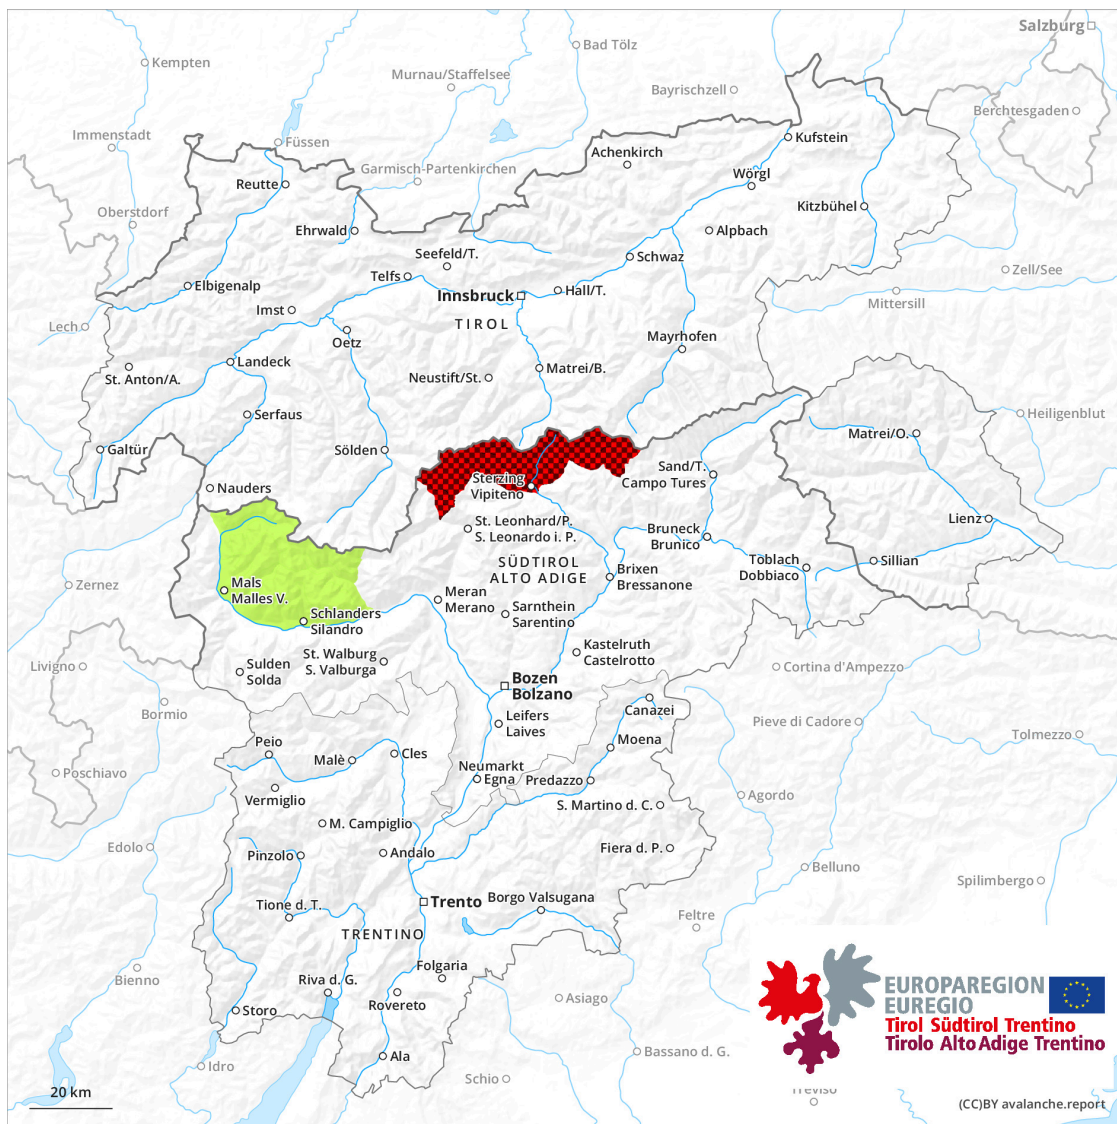 Salzburg
Bad Tölz
Kempten
Murnau/Staffelsee
Bayrischzell
Berchtesgaden
Immenstadt
Füssen
Kufstein
Achenkirch
Garmisch-Partenkirchen
Wörgl
Reutte
Oberstdorf
Kitzbühel
Ehrwald
Alpbach
Seefeld/T.
Schwaz
Telfs
Zell/See
Elbigenalp
Innsbruck
Hall/T.
Mittersill
Imst
TIROL
Lech
Oetz
Mayrhofen
Landeck
Matrei/B.
St. Anton/A.
Neustift/St.
Serfaus
Heiligenblut
Matrei/O.
Galtür
Sölden
Sand/T.
Campo Tures
Sterzing
Vipiteno
Nauders
St. Leonhard/P.
S. Leonardo i. P.
Lienz
Bruneck
Brunico
SÜDTIROL
ALTO ADIGE
Toblach
Dobbiaco
Sillian
Brixen
Bressanone
Zernez
Mals
Malles V.
Meran
Merano
Sarnthein
Sarentino
Schlanders
Silandro
Kastelruth
Castelrotto
St. Walburg
S. Valburga
Livigno
Sulden
Solda
Cortina d'Ampezzo
Bozen
Bolzano
Bormio
Canazei
Leifers
Laives
Pieve di Cadore
Tolmezzo
Moena
Peio
Cles
Malè
Poschiavo
Neumarkt
Egna
Predazzo
Vermiglio
Agordo
S. Martino d. C.
M. Campiglio
Edolo
Pinzolo
Andalo
Fiera d. P.
Belluno
Spilimbergo
Borgo Valsugana
Trento
Tione d. T.
Feltre
TRENTINO
Folgaria
Bienno
Riva d. G.
Rovereto
Asiago
Storo
EUROPAREGION
EUREGIO
Tirol Südtirol Trentino
Tirolo Alto Adige Trentino
Ala
Bassano d. G.
Idro
Schio
Treviso
20 km
(CC)BY avalanche.report